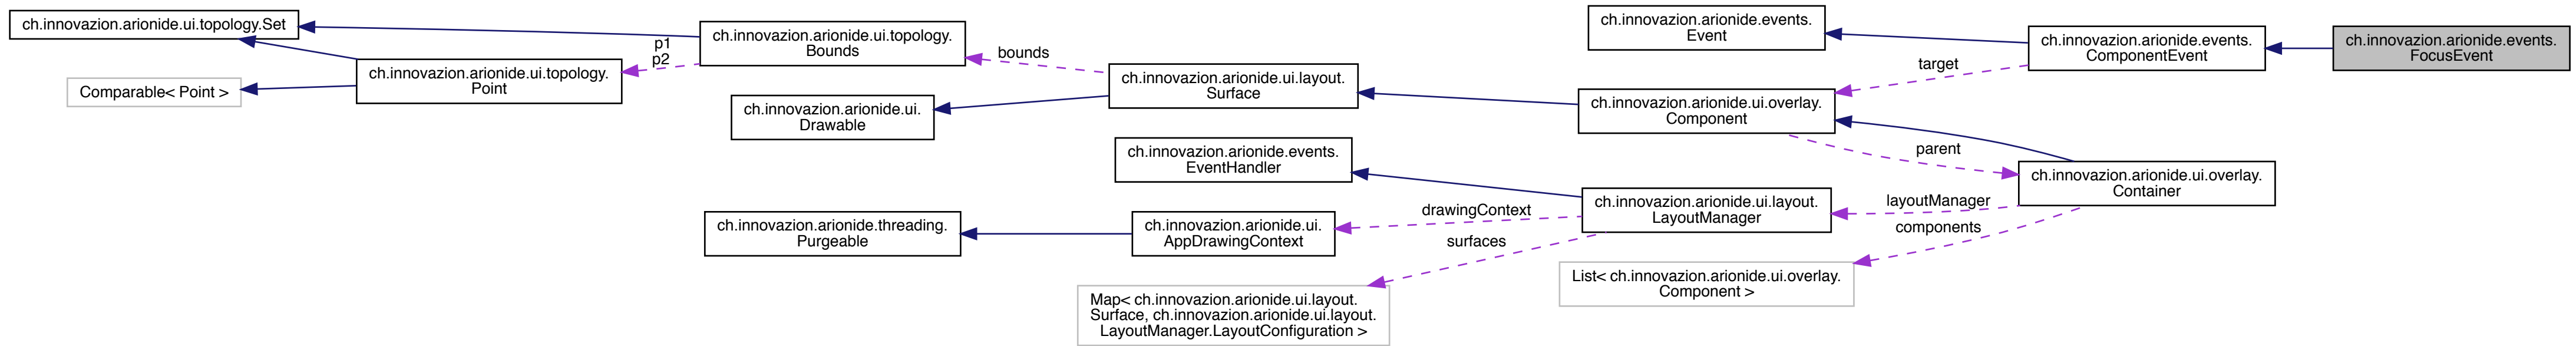 ch.innovazion.arionide.ui.topology.Set
Comparable< Point >
ch.innovazion.arionide.ui.topology.
Point
p1
p2
ch.innovazion.arionide.ui.topology.
Bounds
bounds
ch.innovazion.arionide.ui.
Drawable
ch.innovazion.arionide.threading.
Purgeable
ch.innovazion.arionide.ui.layout.
Surface
ch.innovazion.arionide.events.
EventHandler
ch.innovazion.arionide.ui.
AppDrawingContext
drawingContext
surfaces
Map< ch.innovazion.arionide.ui.layout.
Surface, ch.innovazion.arionide.ui.layout.
LayoutManager.LayoutConfiguration >
ch.innovazion.arionide.events.
Event
ch.innovazion.arionide.ui.overlay.
Component
ch.innovazion.arionide.ui.layout.
LayoutManager
List< ch.innovazion.arionide.ui.overlay.
Component >
target
parent
layoutManager
components
ch.innovazion.arionide.events.
ComponentEvent
ch.innovazion.arionide.ui.overlay.
Container
ch.innovazion.arionide.events.
FocusEvent